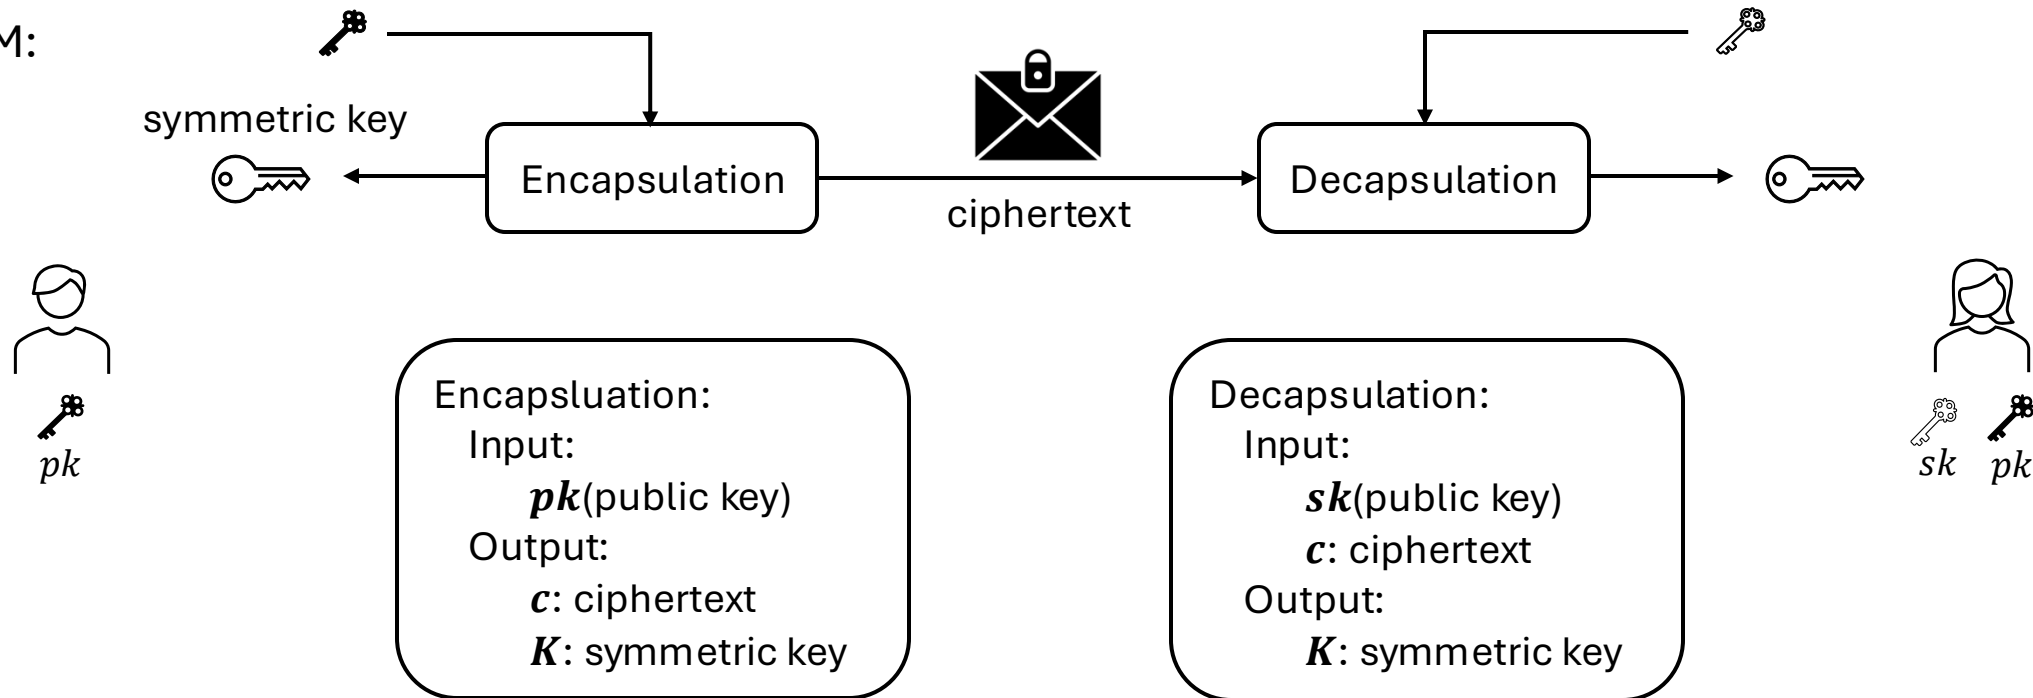 M:
symmetric key
Encapsulation
ciphertext
Decapsulation
pk
Encapsluation:
Input:
pk(public key)
Output:
c: ciphertext
K: symmetric key
Decapsulation:
Input:
sk(public key)
c: ciphertext
Output:
K: symmetric key
sk pk